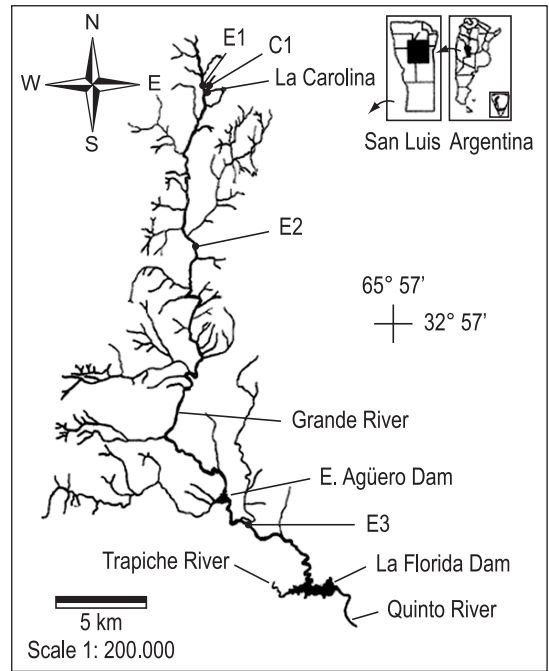 N
W
E
S
E1
C1
La Carolina
San Luis
Argentina
E2
65° 57’
32° 57’
Grande River
E. Agüero Dam
E3
Trapiche River
La Florida Dam
Quinto River
5 km
Scale 1: 200.000